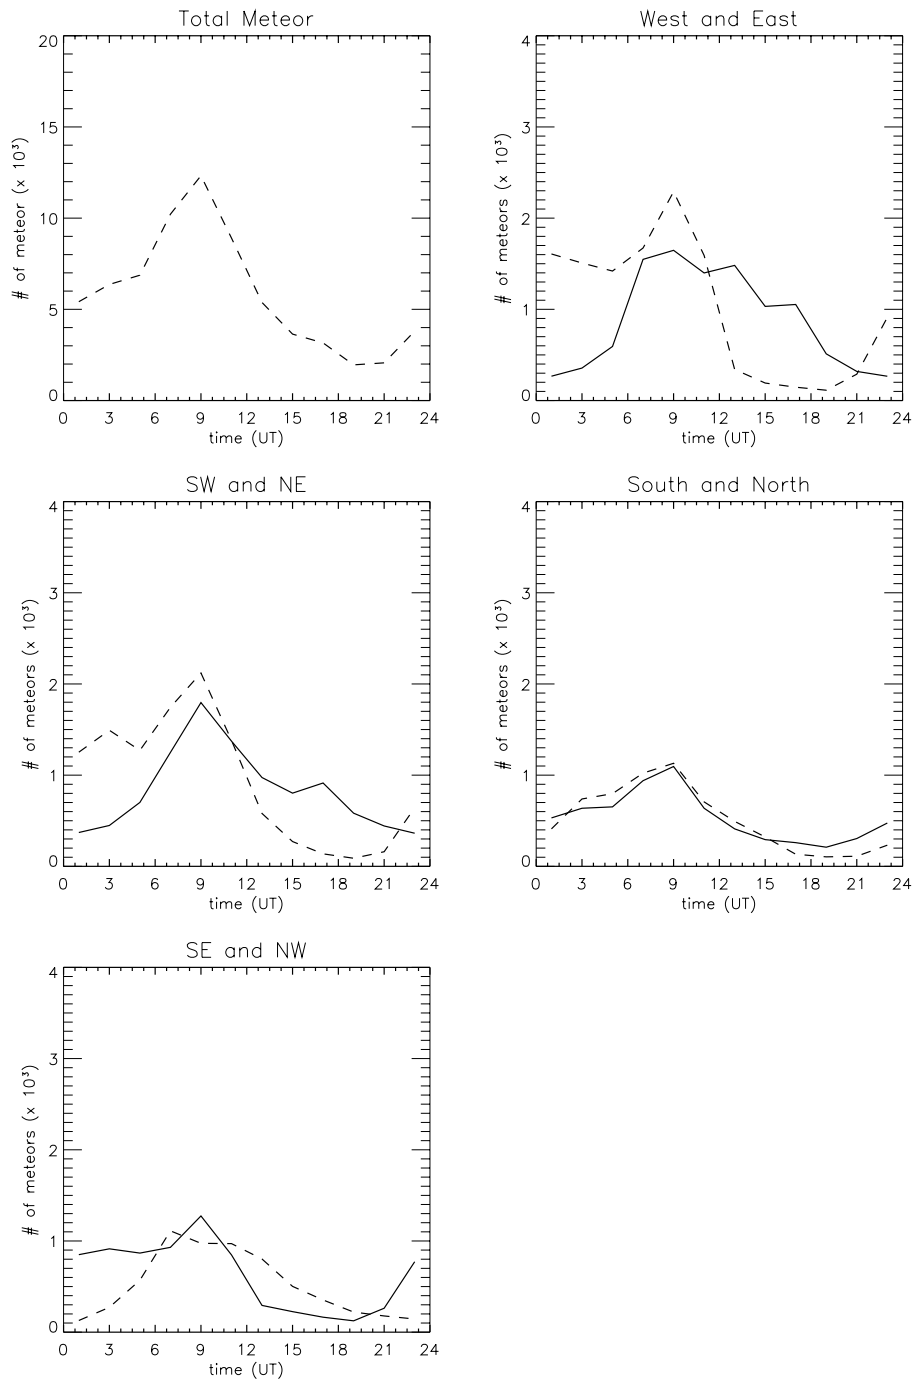 Total Meteor
20
15
10
5
0
# of meteor (x 10³)
0 3 6 9 12 15 18 21 24
time (UT)
West and East
4
3
2
1
0
# of meteors (x 10³)
0 3 6 9 12 15 18 21 24
time (UT)
SW and NE
4
3
2
1
0
# of meteors (x 10³)
0 3 6 9 12 15 18 21 24
time (UT)
South and North
4
3
2
1
0
# of meteors (x 10³)
0 3 6 9 12 15 18 21 24
time (UT)
SE and NW
4
3
2
1
0
# of meteors (x 10³)
0 3 6 9 12 15 18 21 24
time (UT)